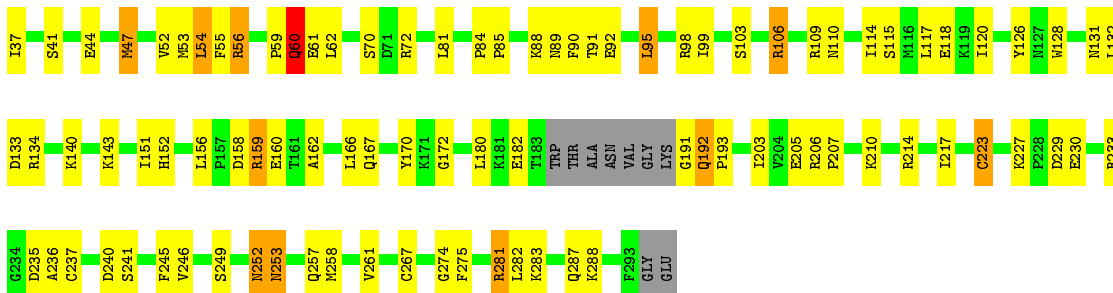 I37 S41 E44 M47 V52 M53 L54 F55 R56 P59 Q60 E61 L62 S70 D71 R72 L81 P84 P85 K88 N89 F90 T91 E92 L95 R98 I99 S103 R106 R109 N110 I114 S115 M116 L117 E118 K119 I120 Y126 N127 W128 N131
D133 R134 K140 K143 I151 H152 L156 P157 D158 R159 E160 T161 A162 L166 Q167 Y170 K171 G172 L180 K181 E182 T183 TRP THR ALA ASN VAL GLY LYS G191 Q192 P193 I203 V204 E205 R206 P207 K210 R214 I217 C223 K227 P228 D229 E230
G234 D235 A236 C237 D240 S241 F245 V246 S249 N252 N253 Q257 M258 V261 C267 G274 F275 R281 L282 K283 Q287 K288 F293 GLY GLU